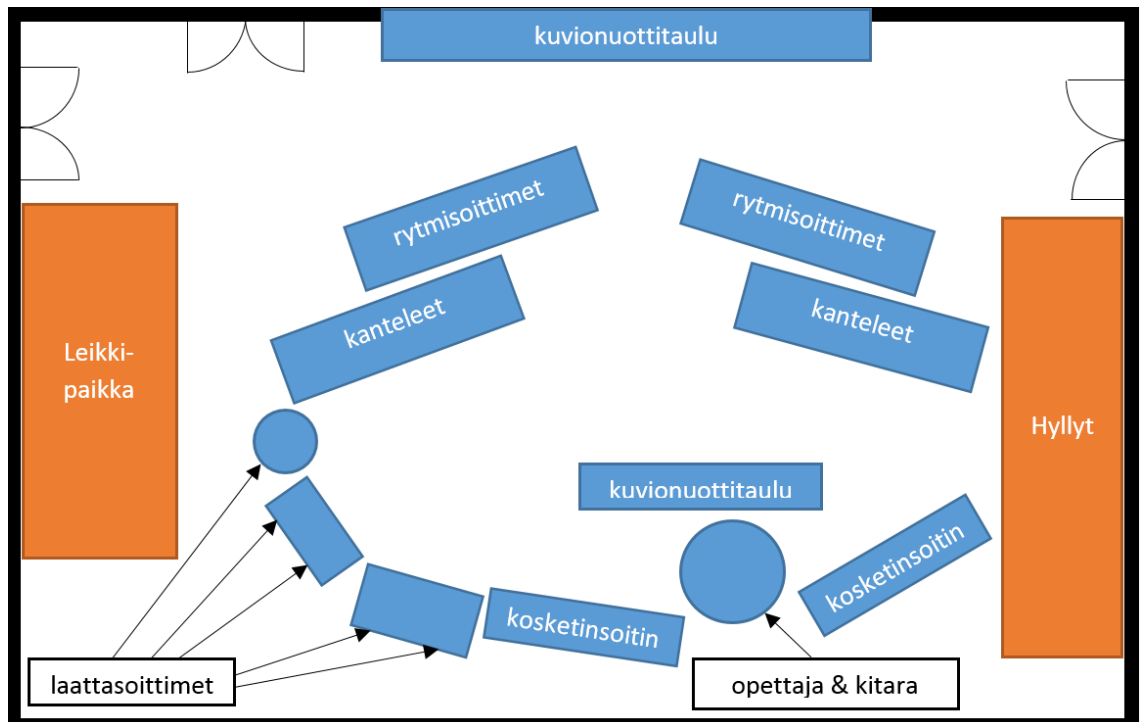 kuvionuottitaulu
rytmisoittimet
rytmisoittimet
kanteleet
kanteleet
Leikki-
paikka
Hyllyt
kuvionuottitaulu
kosketinsoitin
kosketinsoitin
laattasoittimet
opettaja & kitara